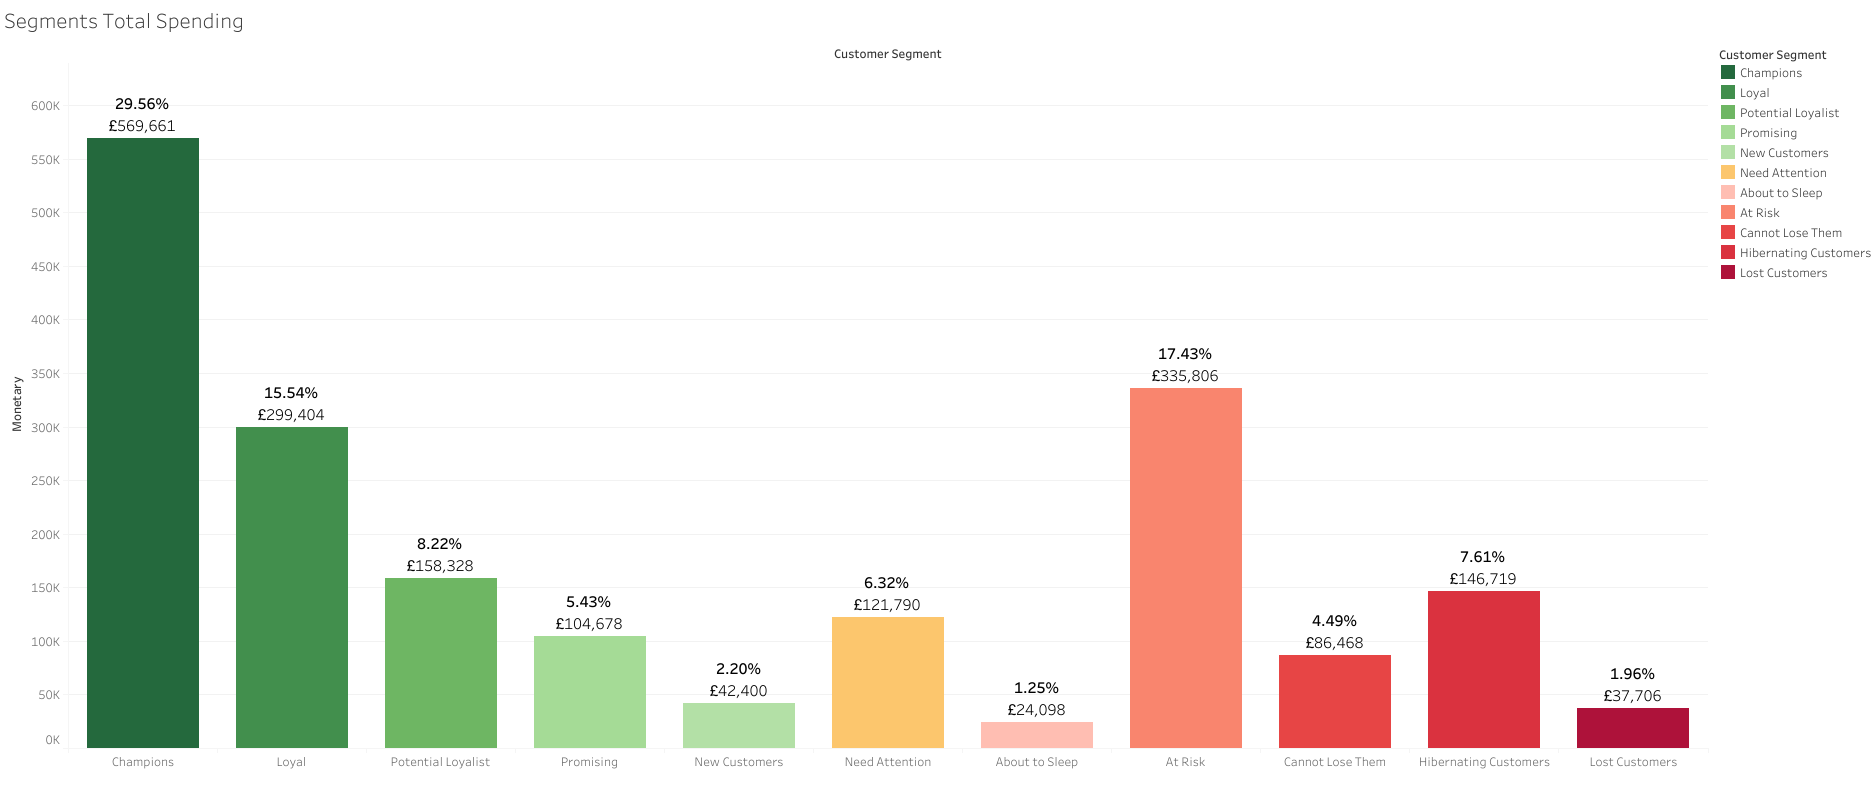 Segments Total Spending
Customer Segment
Customer Segment
Champions
Loyal
Potential Loyalist
Promising
New Customers
Need Attention
About to Sleep
At Risk
Cannot Lose Them
Hibernating Customers
Lost Customers
Monetary
600K
550K
500K
450K
400K
350K
300K
250K
200K
150K
100K
50K
0K
29.56%
£569,661
15.54%
£299,404
8.22%
£158,328
5.43%
£104,678
2.20%
£42,400
6.32%
£121,790
1.25%
£24,098
17.43%
£335,806
4.49%
£86,468
7.61%
£146,719
1.96%
£37,706
Champions
Loyal
Potential Loyalist
Promising
New Customers
Need Attention
About to Sleep
At Risk
Cannot Lose Them
Hibernating Customers
Lost Customers